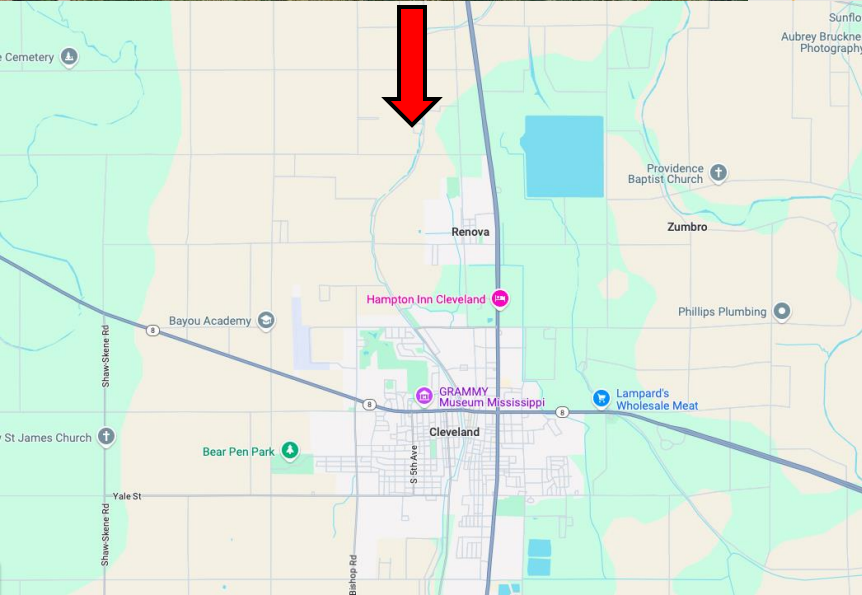 Sunflo
Aubrey Bruckne
Photography
e Cemetery
Providence
Baptist Church
Renova
Zumbro
Hampton Inn Cleveland
Phillips Plumbing
Bayou Academy
8
Shaw-Skene Rd
GRAMMY
Museum Mississippi
Lampard's
Wholesale Meat
8
8
Cleveland
St James Church
Bear Pen Park
S 5th Ave
Yale St
Shaw-Skene Rd
Bishop Rd